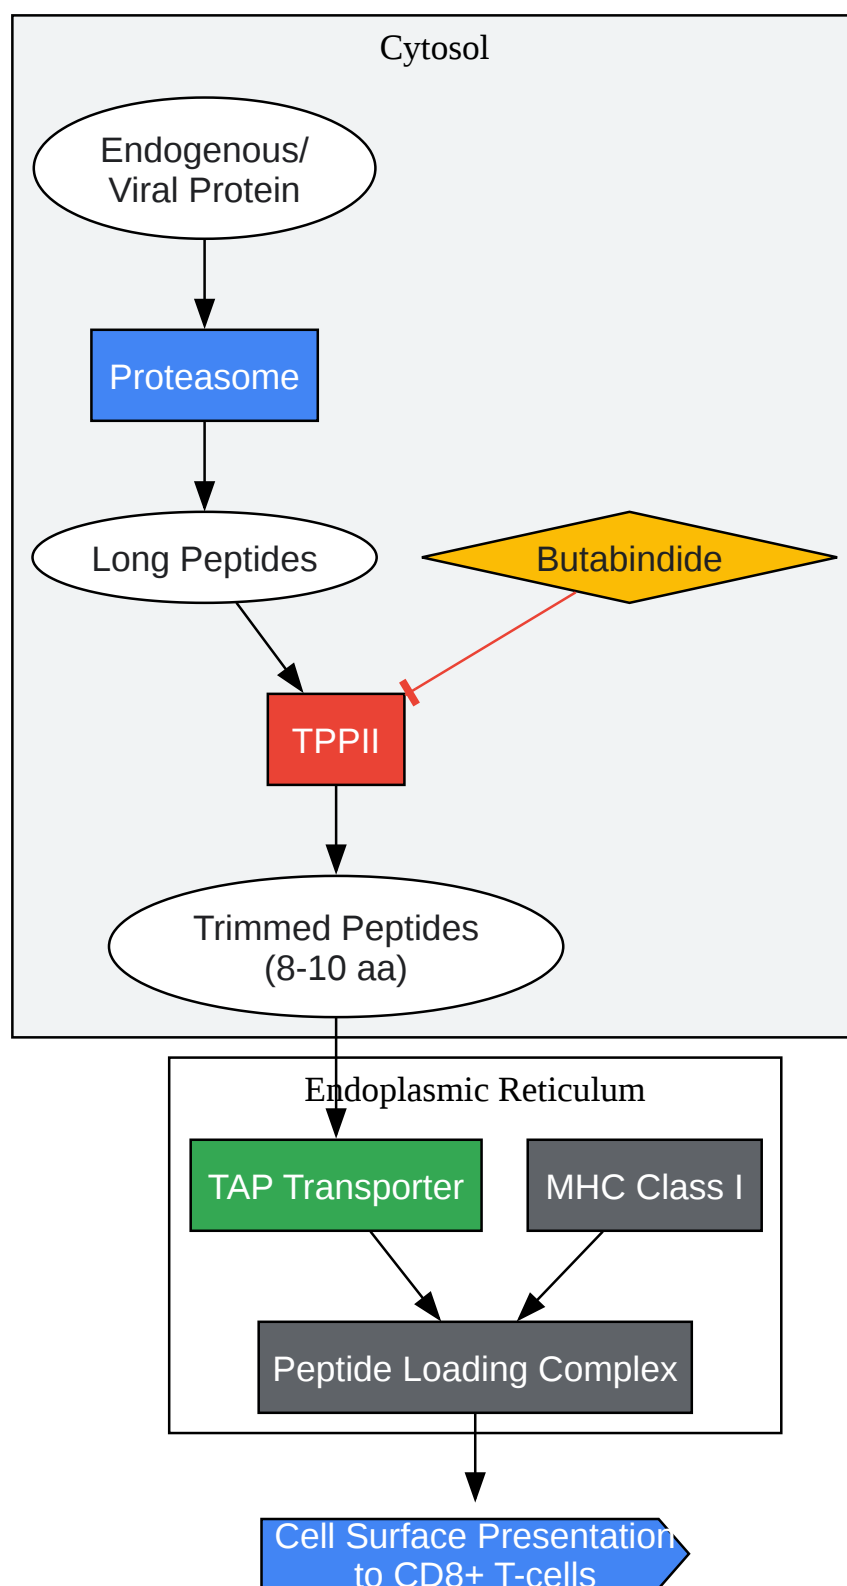 Cytosol
Endogenous/
Viral Protein
Proteasome
Long Peptides
Butabindide
TPPII
Trimmed Peptides
(8-10 aa)
Endoplasmic Reticulum
TAP Transporter
MHC Class I
Peptide Loading Complex
Cell Surface Presentation
to CD8+ T-cells